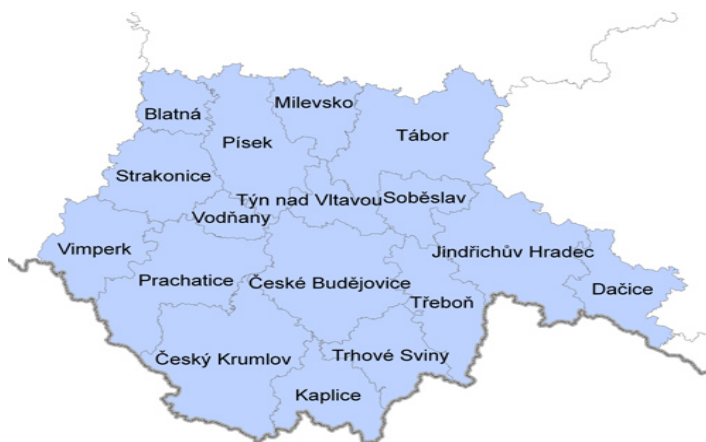 Milevsko
Blatná
Tábor
Písek
Strakonice
Týn nad Vltavou
Soběslav
Vodňany
Vimperk
Jindřichův Hradec
Prachatice
České Budějovice
Dačice
Třeboň
Český Krumlov
Trhové Sviny
Kaplice